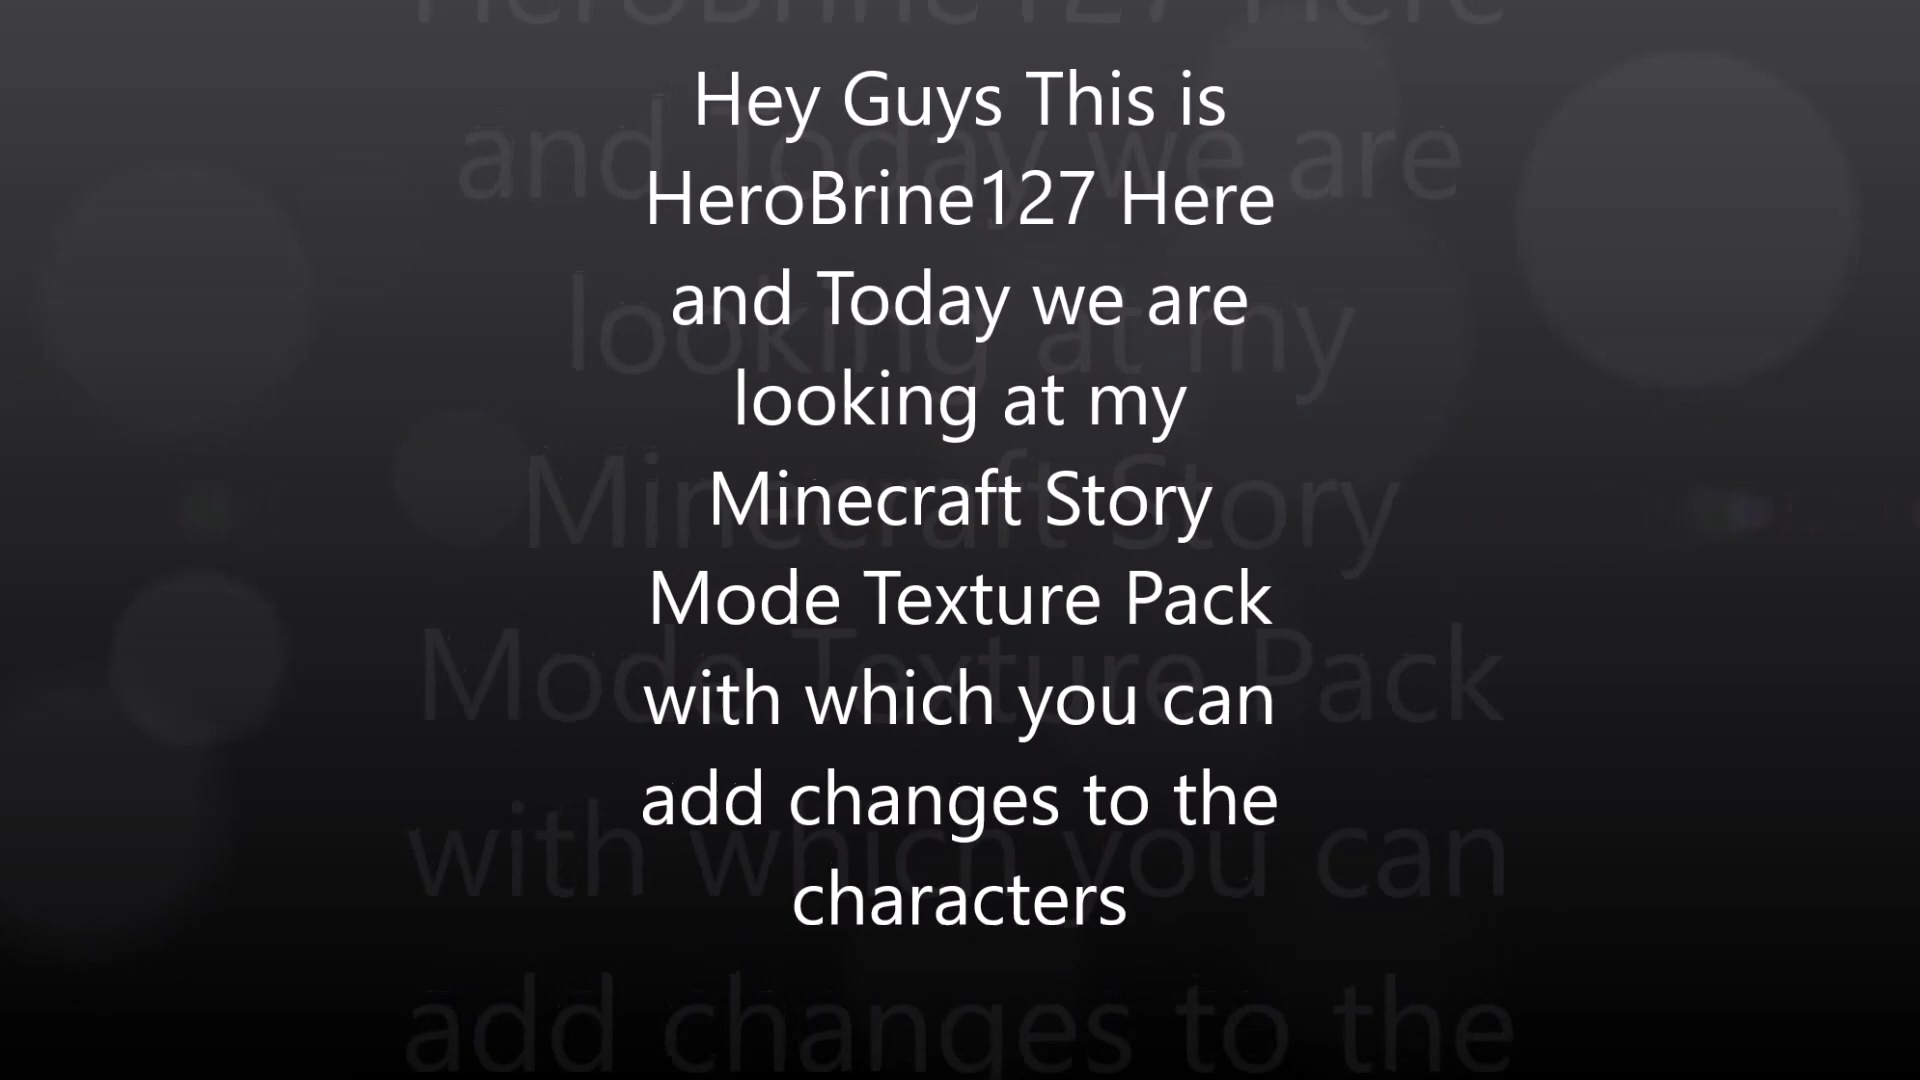 Hey Guys This is
HeroBrine127 Here
and Today we are
looking at my
Minecraft Story
Mode Texture Pack
with which you can
add changes to the
characters